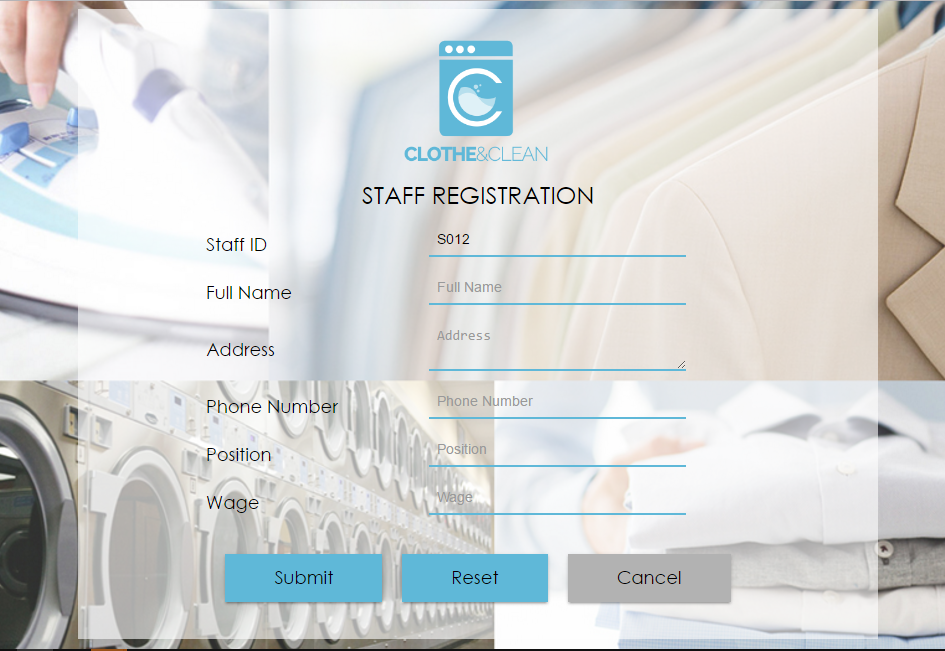 CLOTHE&CLEAN
STAFF REGISTRATION
Staff ID S012
Full Name Full Name
Address Address
Phone Number Phone Number
Position Position
Wage Wage
Submit Reset Cancel